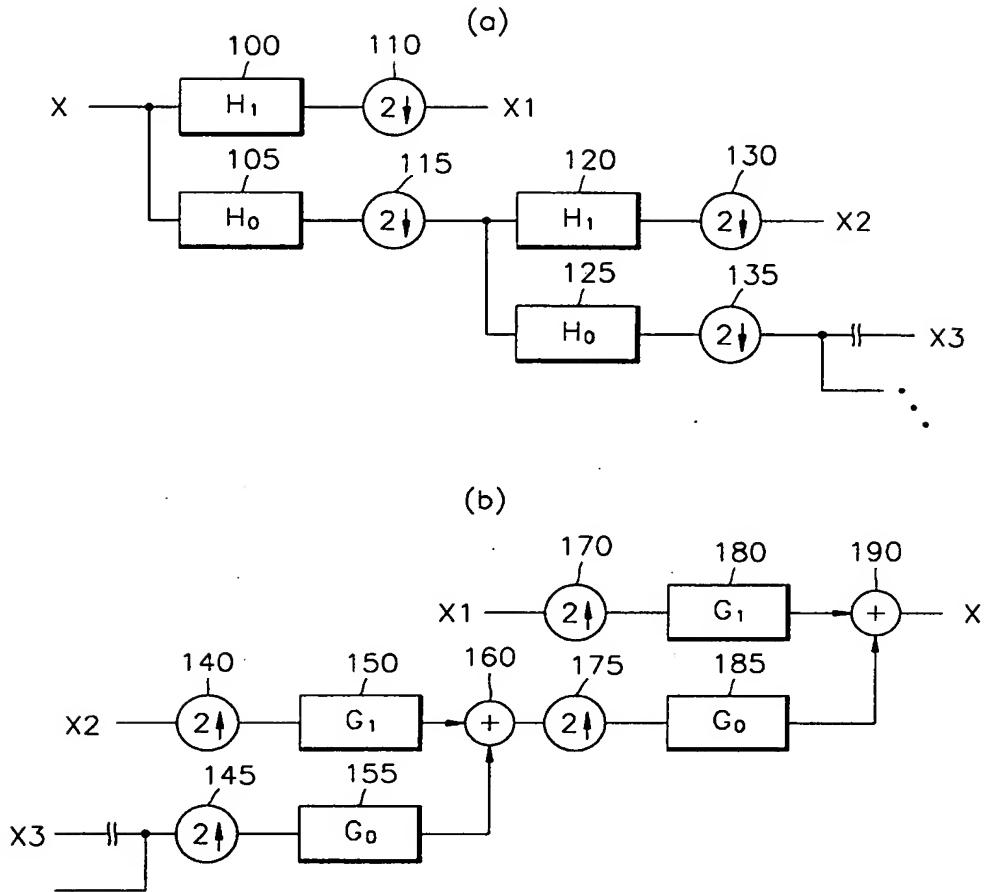 (a)
100 110
X H₁ 2↓ X1
105 115 120 130
H₀ 2↓ H₁ 2↓ X2
125 135
H₀ 2↓ X3
(b)
170 180 190
X1 2↑ G₁ + X
140 150 160 175 185
X2 2↑ G₁ + 2↑ G₀
145 155
X3 2↑ G₀